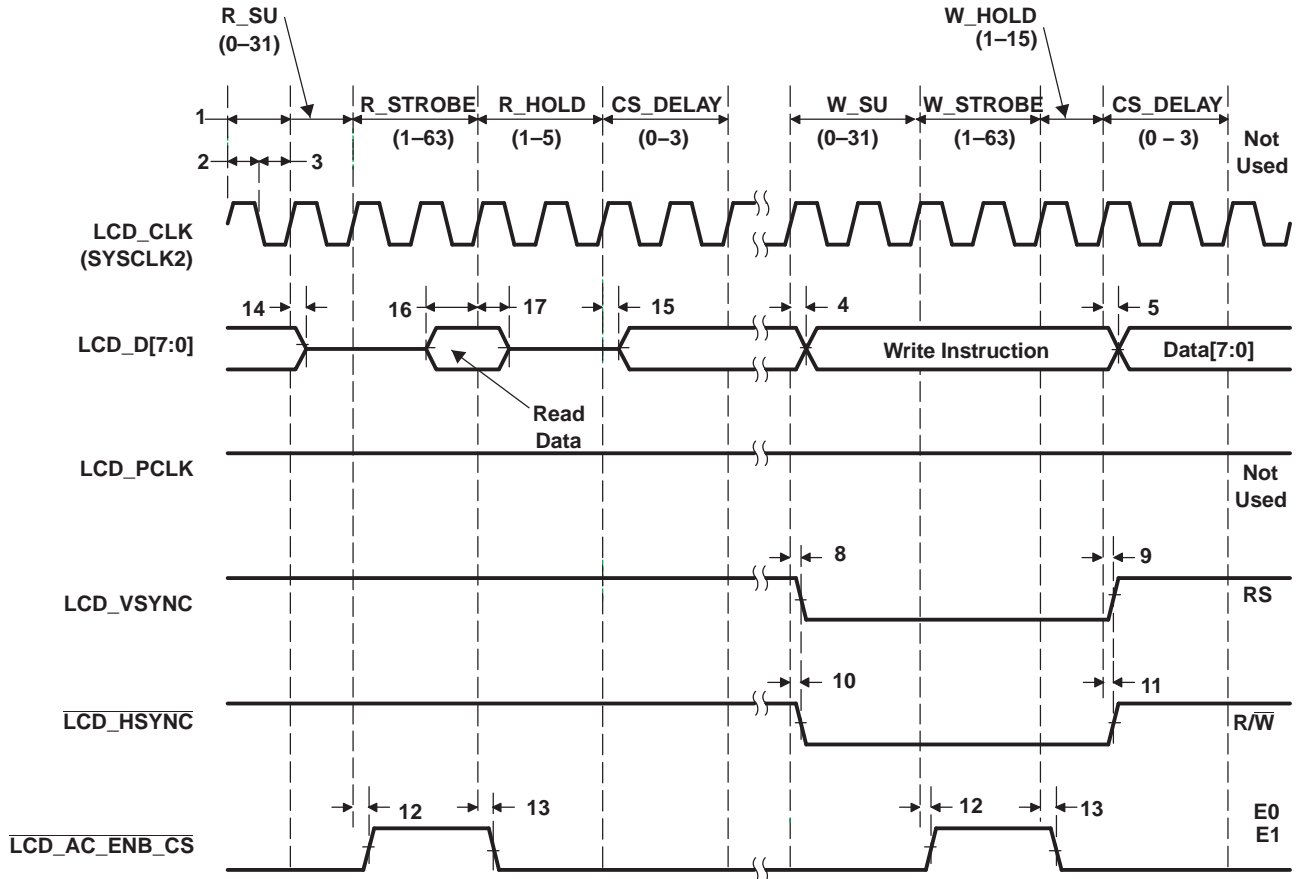 R_SU
(0–31)
W_HOLD
(1–15)
R_STROBE R_HOLD CS_DELAY W_SU W_STROBE CS_DELAY
1
(1–63) (1–5) (0–3) (0–31) (1–63) (0 – 3)
Not
Used
2 3
LCD_CLK
(SYSCLK2)
14 16 17 15 4 5
LCD_D[7:0]
Write Instruction
Data[7:0]
Read
Data
LCD_PCLK
Not
Used
8 9
LCD_VSYNC
RS
10 11
LCD_HSYNC
R/W
12 13 12 13
E0
E1
LCD_AC_ENB_CS